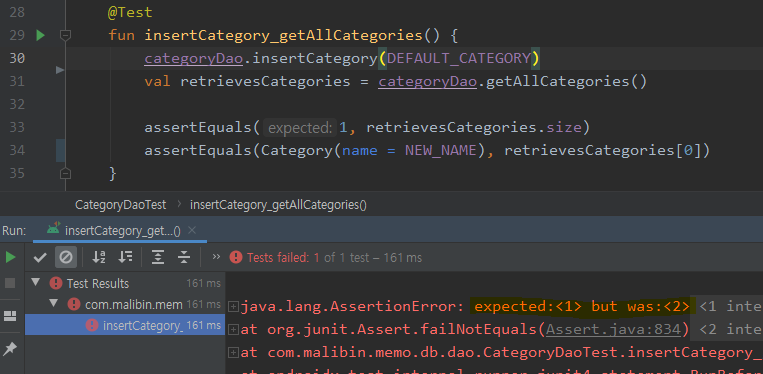 28 @Test
29 fun insertCategory_getAllCategories() {
30 categoryDao.insertCategory(DEFAULT_CATEGORY)
31 val retrievesCategories = categoryDao.getAllCategories()
32
33 assertEquals( expected: 1, retrievesCategories.size)
34 assertEquals(Category(name = NEW_NAME), retrievesCategories[0])
35 }
CategoryDaoTest › insertCategory_getAllCategories()
Run: insertCategory_get...() ×
» Tests failed: 1 of 1 test – 161 ms
Test Results 161 ms
com.malibin.mem 161 ms
insertCategory_ 161 ms
java.lang.AssertionError: expected:<1> but was:<2> <1 inte
at org.junit.Assert.failNotEquals(Assert.java:834) <2 inte
at com.malibin.memo.db.dao.CategoryDaoTest.insertCategory_